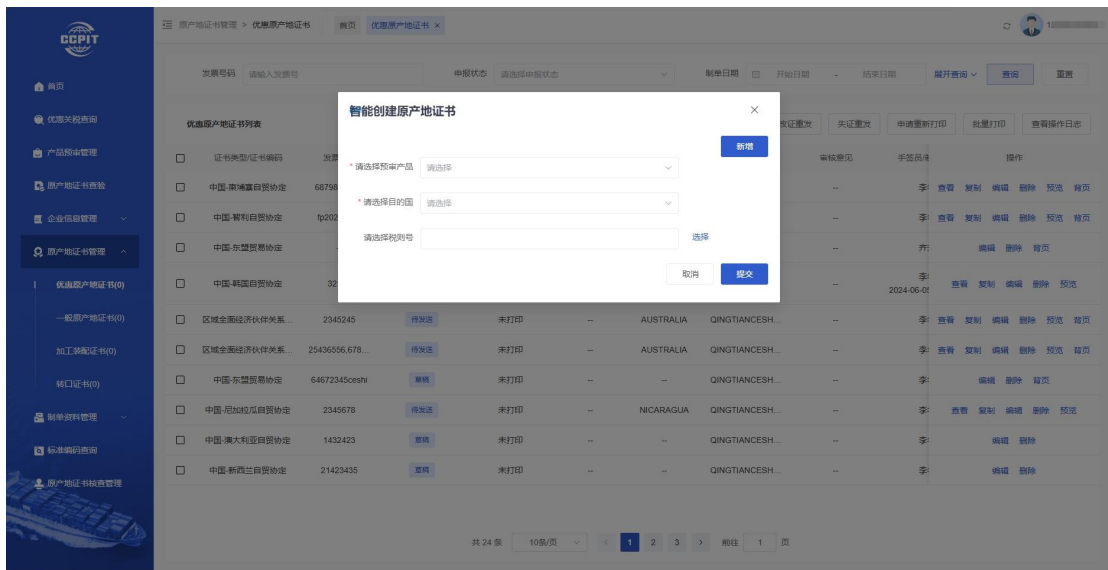 CCPIT
原产地证书管理 > 优惠原产地证书 首页 优惠原产地证书 ×
首页
优惠关税查询
产品预审管理
原产地证书查验
企业信息管理
原产地证书管理
优惠原产地证书(0)
一般原产地证书(0)
加工装配证书(0)
转口证书(0)
制单资料管理
标准编码查询
原产地证书核查管理
发票号码 请输入发票号 申报状态 请选择申报状态 制单日期 开始日期 - 结束日期 展开查询 查询 重置
优惠原产地证书列表 改证重发 失证重发 申请重新打印 批量打印 查看操作日志
智能创建原产地证书 ×
新增
* 请选择预审产品 请选择
* 请选择目的国 请选择
请选择税则号 选择
取消 提交
证书类型/证书编码 发票 审核意见 手签员/ 操作
中国-柬埔寨自贸协定 68798 -- 查看 复制 编辑 删除 预览 背页
中国-智利自贸协定 fp202 -- 查看 复制 编辑 删除 预览 背页
中国-东盟贸易协定 -- 编辑 删除 背页
中国-韩国自贸协定 32 -- 2024-06-05 查看 复制 编辑 删除 预览
区域全面经济伙伴关系... 2345245 待发送 未打印 -- AUSTRALIA QINGTIANCESH... -- 李 查看 复制 编辑 删除 预览 背页
区域全面经济伙伴关系... 25436556,678... 待发送 未打印 -- AUSTRALIA QINGTIANCESH... -- 李 查看 复制 编辑 删除 预览 背页
中国-东盟贸易协定 64672345ceshi 草稿 未打印 -- -- QINGTIANCESH... -- 李 编辑 删除 背页
中国-尼加拉瓜自贸协定 2345678 待发送 未打印 -- NICARAGUA QINGTIANCESH... -- 李 查看 复制 编辑 删除 预览
中国-澳大利亚自贸协定 1432423 草稿 未打印 -- -- QINGTIANCESH... -- 李 编辑 删除
中国-新西兰自贸协定 21423435 草稿 未打印 -- -- QINGTIANCESH... -- 李 编辑 删除
共 24 条 10条/页 < 1 2 3 > 前往 1 页